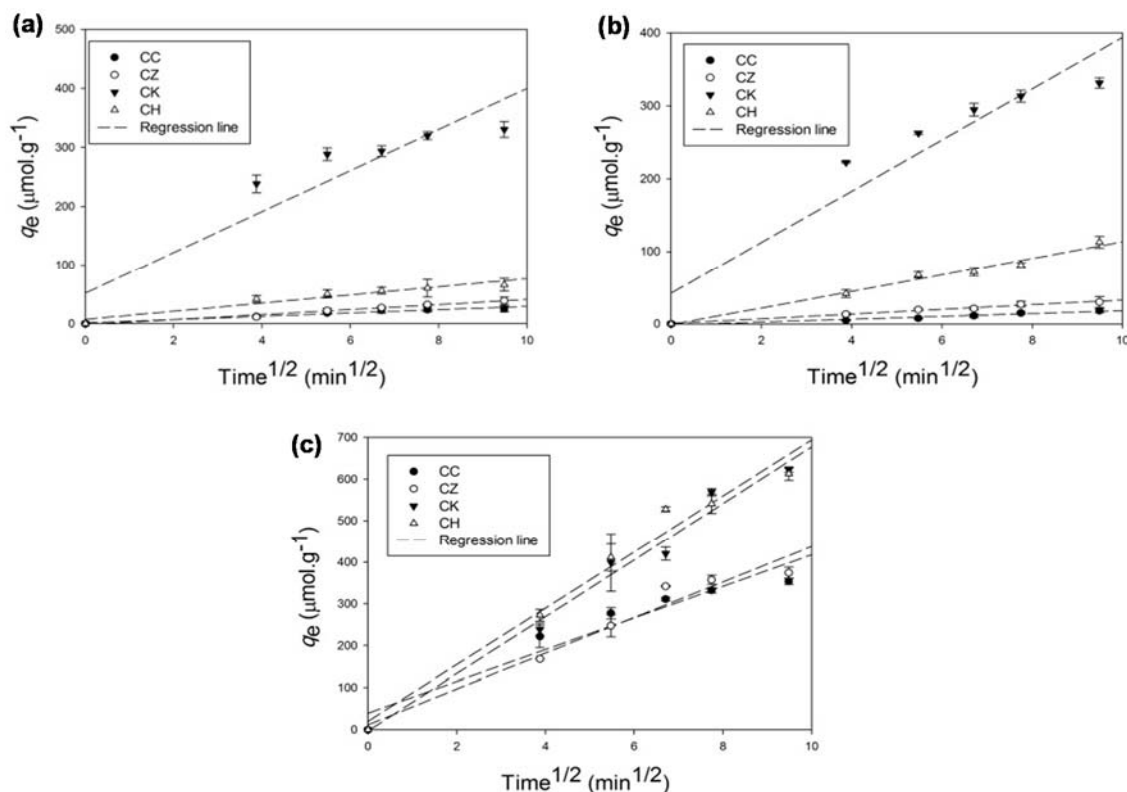 (a)
500
400
300
200
100
0
qe (μmol.g-1)
CC
CZ
CK
CH
Regression line
0 2 4 6 8 10
Time1/2 (min1/2)
(b)
400
300
200
100
0
qe (μmol.g-1)
CC
CZ
CK
CH
Regression line
0 2 4 6 8 10
Time1/2 (min1/2)
(c)
700
600
500
400
300
200
100
0
qe (μmol.g-1)
CC
CZ
CK
CH
Regression line
0 2 4 6 8 10
Time1/2 (min1/2)